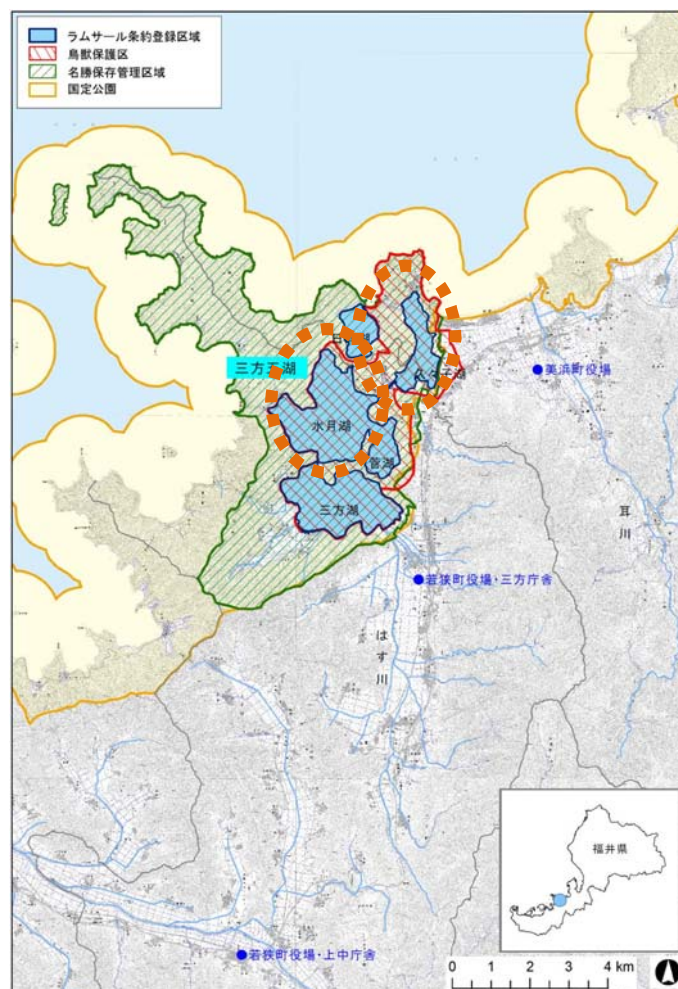 ラムサール条約登録区域
鳥獣保護区
名勝保存管理区域
国定公園
三方五湖
久々子湖
美浜町役場
水月湖
菅湖
三方湖
耳川
若狭町役場・三方庁舎
はす川
福井県
若狭町役場・上中庁舎
0 1 2 3 4 km